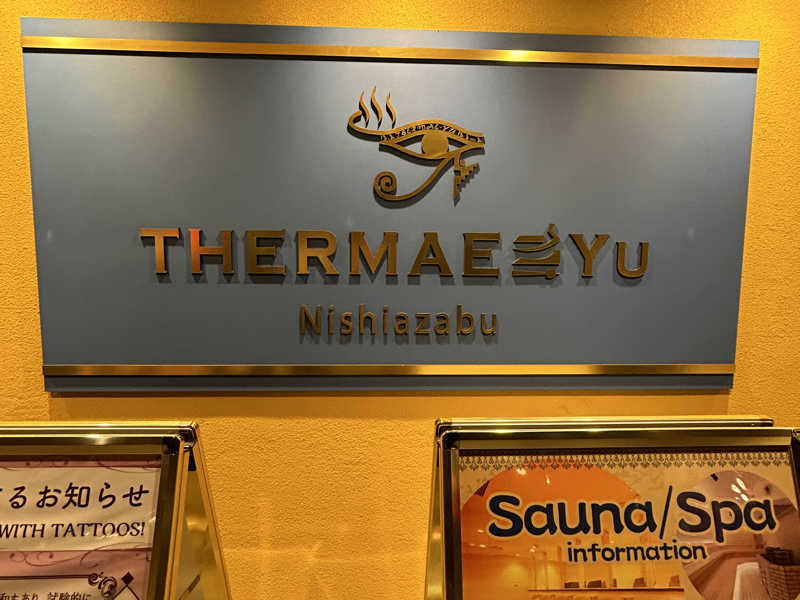 THERMAE Yu
Nishiazabu
るお知らせ
WITH TATTOOS!
Sauna/Spa
information